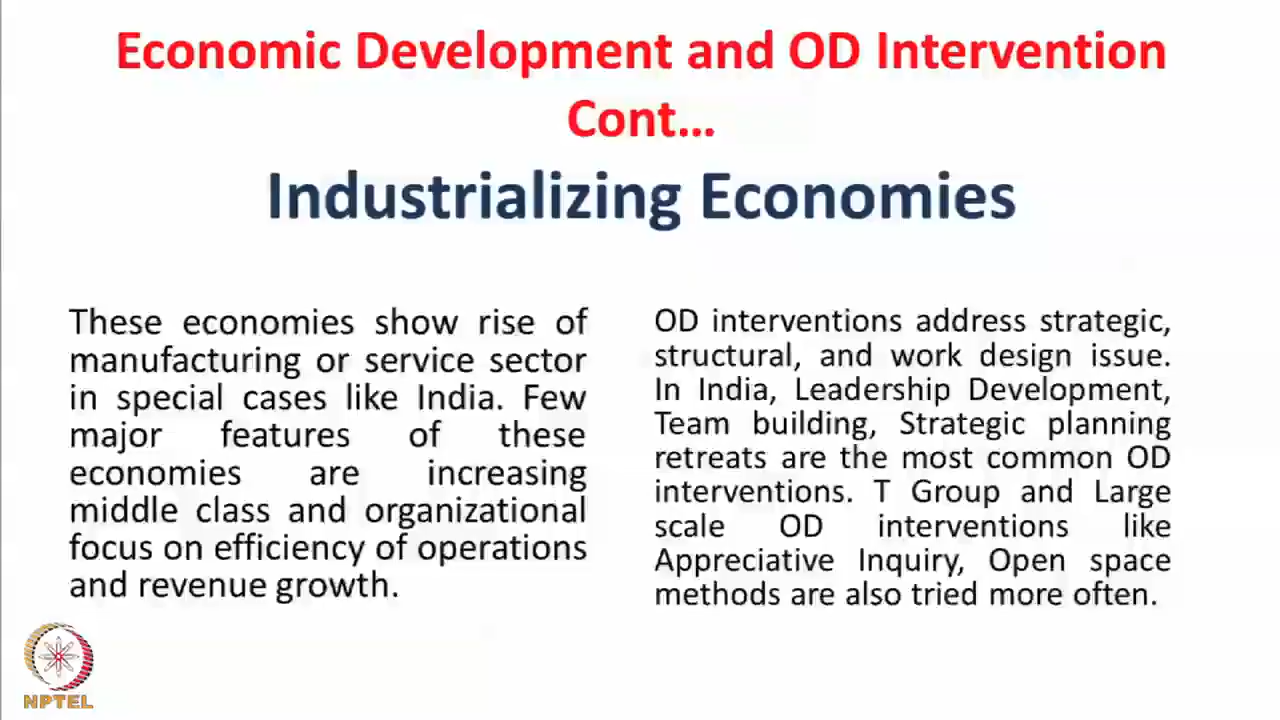 Economic Development and OD Intervention
Cont...
Industrializing Economies
These economies show rise of
manufacturing or service sector
in special cases like India. Few
major features of these
economies are increasing
middle class and organizational
focus on efficiency of operations
and revenue growth.
OD interventions address strategic,
structural, and work design issue.
In India, Leadership Development,
Team building, Strategic planning
retreats are the most common OD
interventions. T Group and Large
scale OD interventions like
Appreciative Inquiry, Open space
methods are also tried more often.
NPTEL